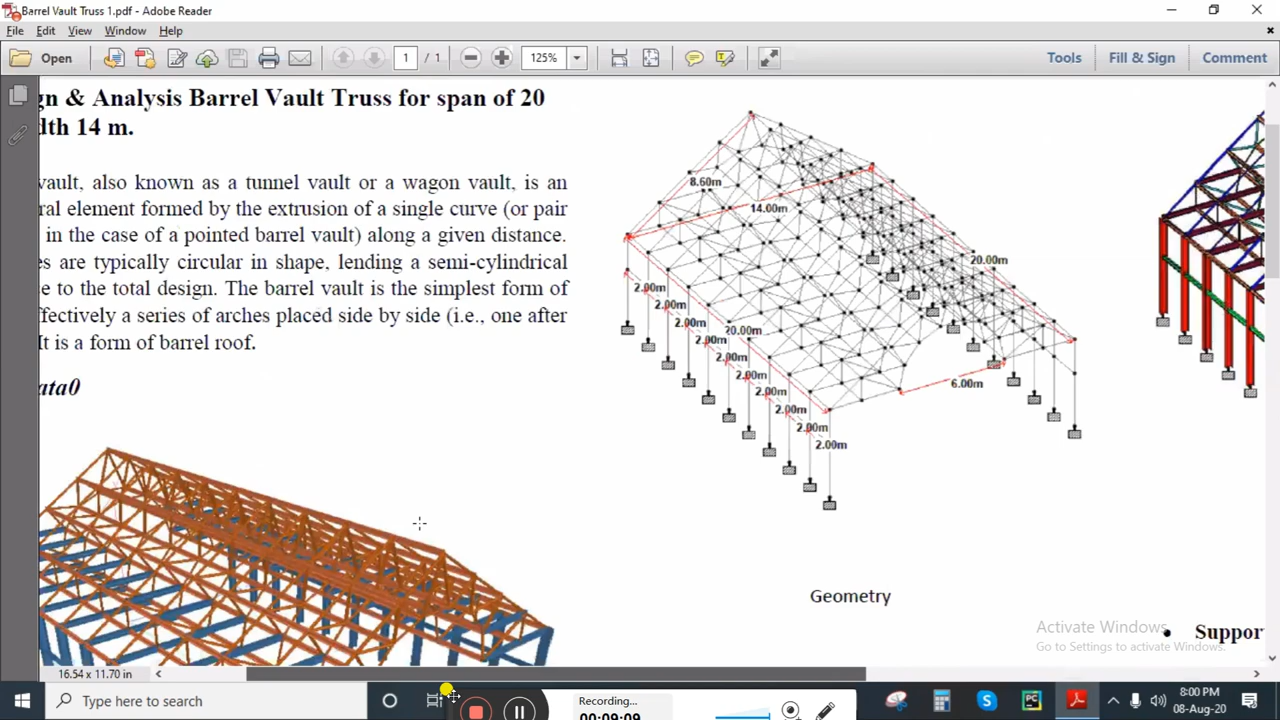 Barrel Vault Truss 1.pdf - Adobe Reader
File Edit View Window Help
Open 1 / 1 125% Tools Fill & Sign Comment
gn & Analysis Barrel Vault Truss for span of 20
dth 14 m.
vault, also known as a tunnel vault or a wagon vault, is an
ral element formed by the extrusion of a single curve (or pair
in the case of a pointed barrel vault) along a given distance.
es are typically circular in shape, lending a semi-cylindrical
e to the total design. The barrel vault is the simplest form of
ffectively a series of arches placed side by side (i.e., one after
It is a form of barrel roof.
ata0
8.60m
14.00m
20.00m
2.00m
2.00m
2.00m
20.00m
2.00m
2.00m
2.00m
2.00m
2.00m
2.00m
2.00m
6.00m
Geometry
Suppor
Activate Windows
Go to Settings to activate Windows.
16.54 x 11.70 in
Type here to search
Recording...
00:09:09
8:00 PM
08-Aug-20